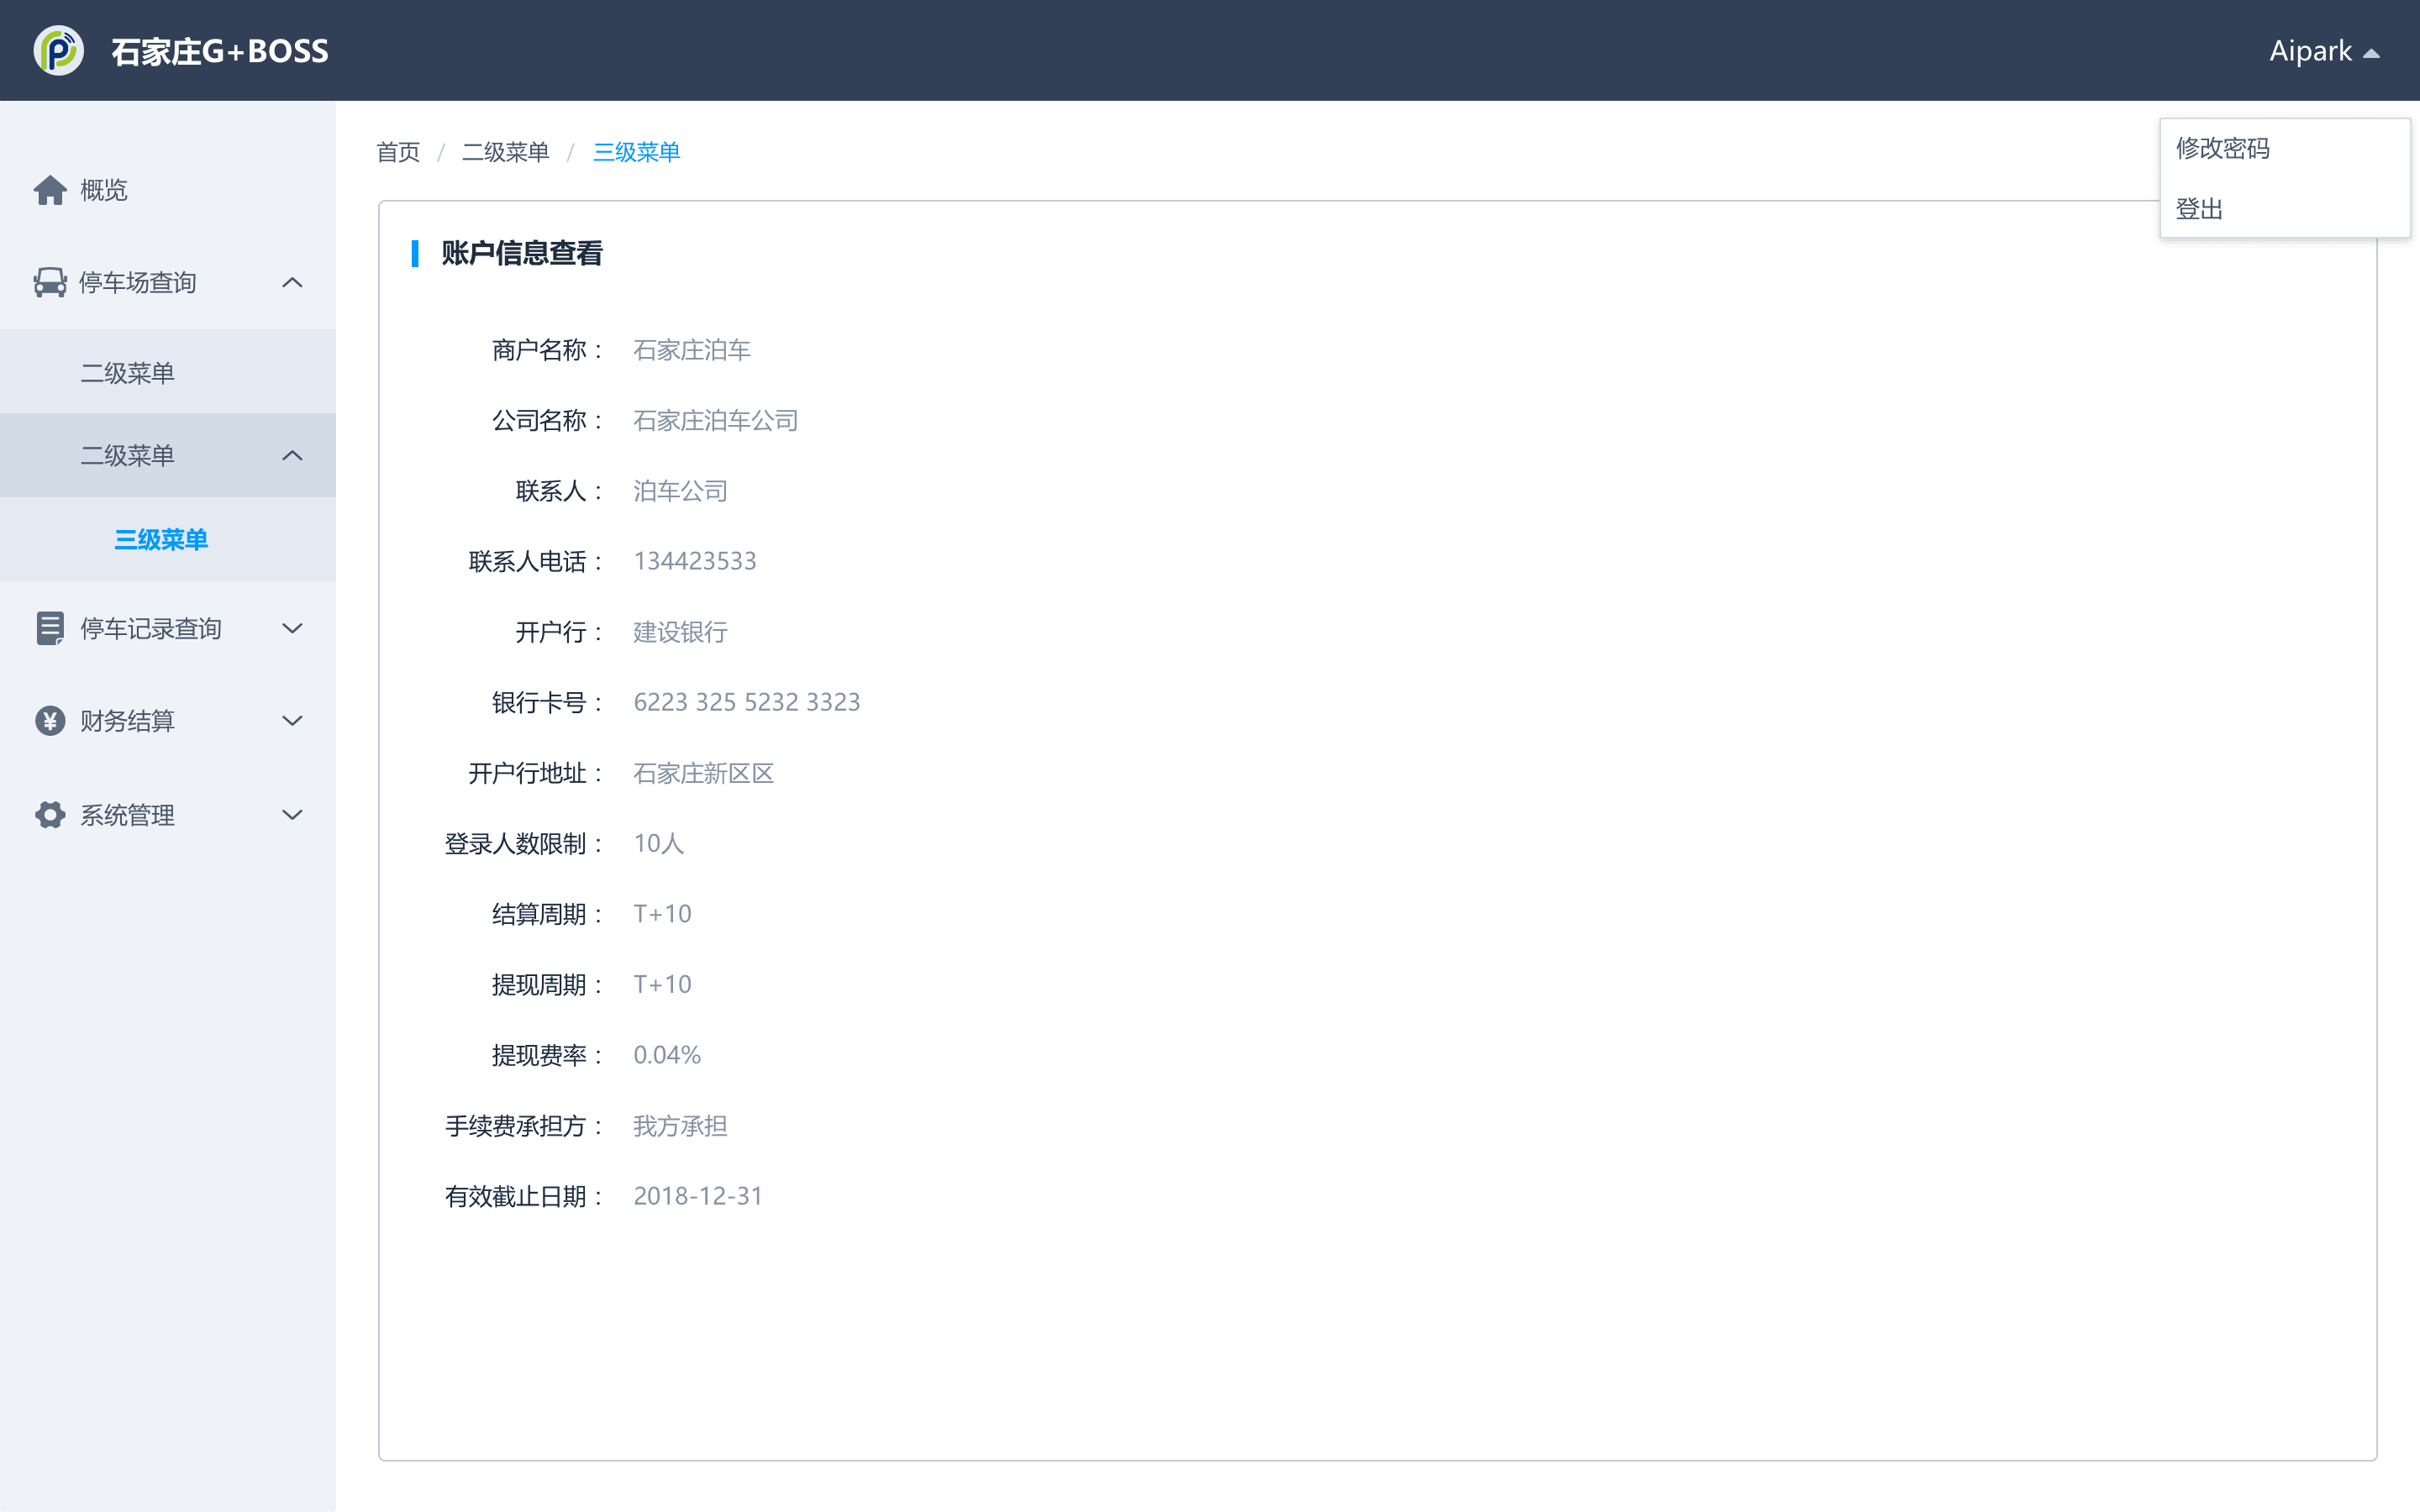 石家庄G+BOSS
Aipark
修改密码
登出
首页 / 二级菜单 / 三级菜单
概览
停车场查询
二级菜单
二级菜单
三级菜单
停车记录查询
财务结算
系统管理
账户信息查看
商户名称： 石家庄泊车
公司名称： 石家庄泊车公司
联系人： 泊车公司
联系人电话： 134423533
开户行： 建设银行
银行卡号： 6223 325 5232 3323
开户行地址： 石家庄新区区
登录人数限制： 10人
结算周期： T+10
提现周期： T+10
提现费率： 0.04%
手续费承担方： 我方承担
有效截止日期： 2018-12-31